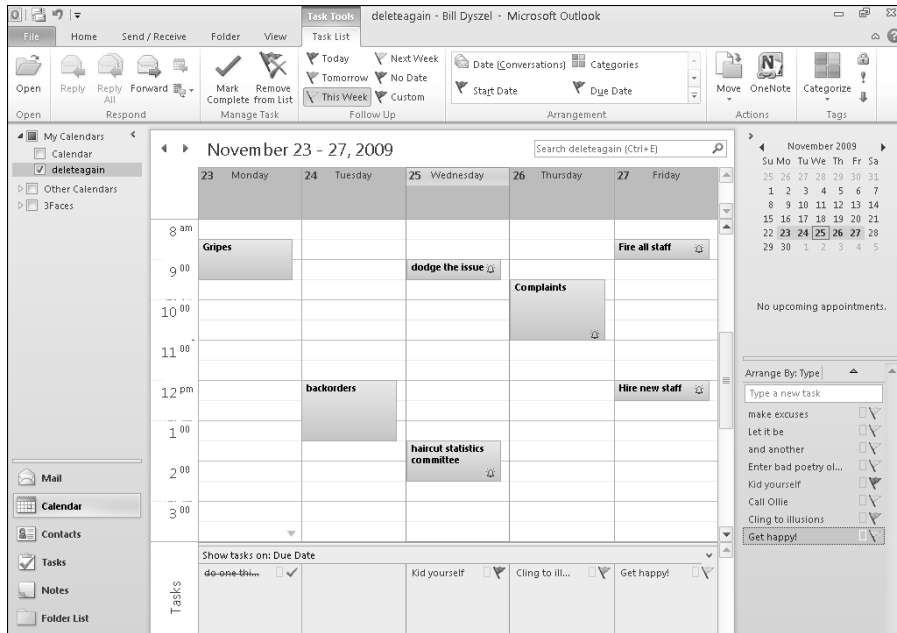 Task Tools deleteagain - Bill Dyszel - Microsoft Outlook
File Home Send / Receive Folder View Task List
Open
Reply
Reply All
Forward
Respond
Mark Complete
Remove from List
Manage Task
Today
Tomorrow
This Week
Next Week
No Date
Custom
Follow Up
Date (Conversations)
Categories
Start Date
Due Date
Arrangement
Move
OneNote
Actions
Categorize
Tags
Open
My Calendars
Calendar
deleteagain
Other Calendars
3Faces
Mail
Calendar
Contacts
Tasks
Notes
Folder List
November 23 - 27, 2009
Search deleteagain (Ctrl+E)
23 Monday 24 Tuesday 25 Wednesday 26 Thursday 27 Friday
8 am
Gripes
Fire all staff
9 00
dodge the issue
Complaints
10 00
11 00
12 pm
backorders
Hire new staff
1 00
haircut statistics
committee
2 00
3 00
Show tasks on: Due Date
Tasks
do one thi...
Kid yourself
Cling to ill...
Get happy!
November 2009
Su Mo Tu We Th Fr Sa
25 26 27 28 29 30 31
1 2 3 4 5 6 7
8 9 10 11 12 13 14
15 16 17 18 19 20 21
22 23 24 25 26 27 28
29 30 1 2 3 4 5
No upcoming appointments.
Arrange By: Type
Type a new task
make excuses
Let it be
and another
Enter bad poetry ol...
Kid yourself
Call Ollie
Cling to illusions
Get happy!